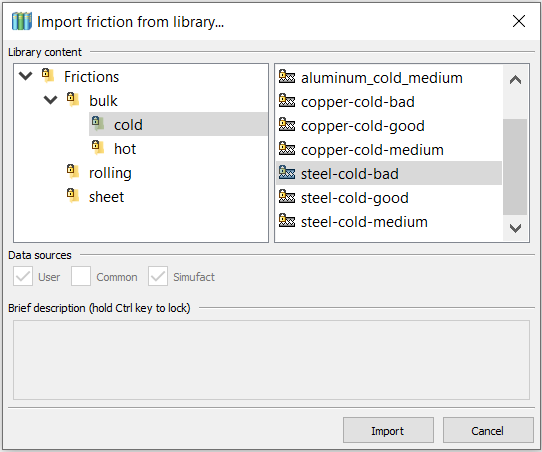 Import friction from library...
Library content
Frictions
bulk
cold
hot
rolling
sheet
aluminum_cold_medium
copper-cold-bad
copper-cold-good
copper-cold-medium
steel-cold-bad
steel-cold-good
steel-cold-medium
Data sources
User Common Simufact
Brief description (hold Ctrl key to lock)
Import Cancel